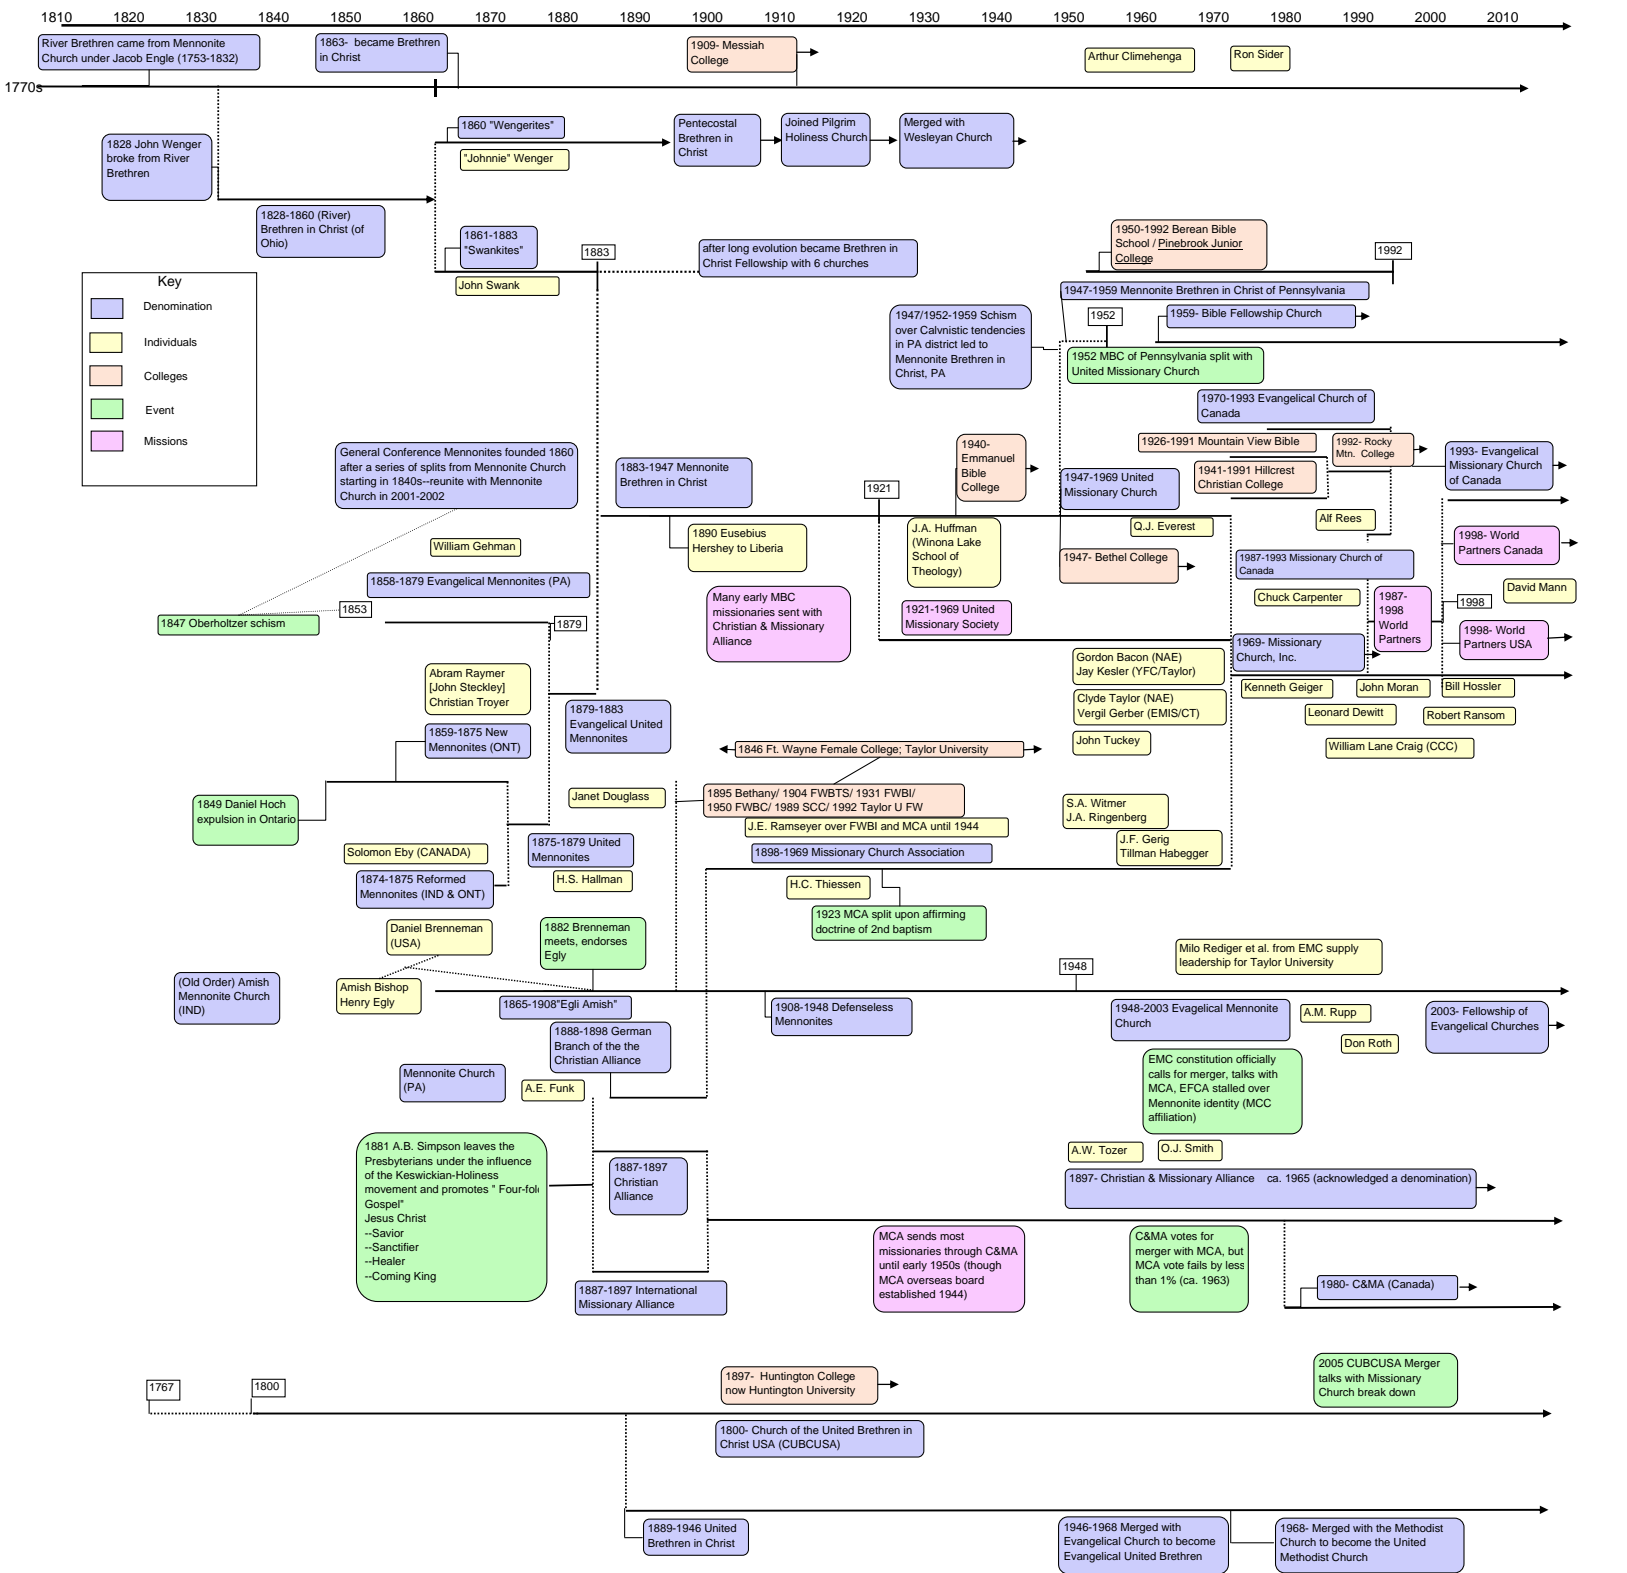 1810 1820 1830 1840 1850 1860 1870 1880 1890 1900 1910 1920 1930 1940 1950 1960 1970 1980 1990 2000 2010
River Brethren came from Mennonite
Church under Jacob Engle (1753-1832)
1863-  became Brethren
in Christ
1909- Messiah
College
Arthur Climehenga
Ron Sider
1770s
1828 John Wenger
broke from River
Brethren
1860 "Wengerites"
"Johnnie" Wenger
Pentecostal
Brethren in
Christ
Joined Pilgrim
Holiness Church
Merged with
Wesleyan Church
1828-1860 (River)
Brethren in Christ (of
Ohio)
1861-1883
"Swankites"
John Swank
1883
after long evolution became Brethren in
Christ Fellowship with 6 churches
1950-1992 Berean Bible
School / Pinebrook Junior
College
1992
Key
Denomination
Individuals
Colleges
Event
Missions
1947-1959 Mennonite Brethren in Christ of Pennsylvania
1947/1952-1959 Schism
over Calvnistic tendencies
in PA district led to
Mennonite Brethren in
Christ, PA
1952
1959- Bible Fellowship Church
1952 MBC of Pennsylvania split with
United Missionary Church
1970-1993 Evangelical Church of
Canada
General Conference Mennonites founded 1860
after a series of splits from Mennonite Church
starting in 1840s--reunite with Mennonite
Church in 2001-2002
1883-1947 Mennonite
Brethren in Christ
1921
1940-
Emmanuel
Bible
College
1926-1991 Mountain View Bible
1992- Rocky
Mtn.  College
1993- Evangelical
Missionary Church
of Canada
1947-1969 United
Missionary Church
1941-1991 Hillcrest
Christian College
Alf Rees
William Gehman
1890 Eusebius
Hershey to Liberia
J.A. Huffman
(Winona Lake
School of
Theology)
Q.J. Everest
1947- Bethel College
1987-1993 Missionary Church of
Canada
1998- World
Partners Canada
1858-1879 Evangelical Mennonites (PA)
1853
1847 Oberholtzer schism
1879
Many early MBC
missionaries sent with
Christian & Missionary
Alliance
1921-1969 United
Missionary Society
Chuck Carpenter
1987-
1998
World
Partners
1998
David Mann
1998- World
Partners USA
1969- Missionary
Church, Inc.
Abram Raymer
[John Steckley]
Christian Troyer
Gordon Bacon (NAE)
Jay Kesler (YFC/Taylor)
Kenneth Geiger
John Moran
Bill Hossler
Clyde Taylor (NAE)
Vergil Gerber (EMIS/CT)
Leonard Dewitt
Robert Ransom
1879-1883
Evangelical United
Mennonites
1859-1875 New
Mennonites (ONT)
1846 Ft. Wayne Female College; Taylor University
John Tuckey
William Lane Craig (CCC)
1849 Daniel Hoch
expulsion in Ontario
Janet Douglass
1895 Bethany/ 1904 FWBTS/ 1931 FWBI/
1950 FWBC/ 1989 SCC/ 1992 Taylor U FW
S.A. Witmer
J.A. Ringenberg
J.E. Ramseyer over FWBI and MCA until 1944
J.F. Gerig
Tillman Habegger
Solomon Eby (CANADA)
1875-1879 United
Mennonites
1898-1969 Missionary Church Association
1874-1875 Reformed
Mennonites (IND & ONT)
H.S. Hallman
H.C. Thiessen
1923 MCA split upon affirming
doctrine of 2nd baptism
Daniel Brenneman
(USA)
1882 Brenneman
meets, endorses
Egly
Milo Rediger et al. from EMC supply
leadership for Taylor University
1948
(Old Order) Amish
Mennonite Church
(IND)
Amish Bishop
Henry Egly
1865-1908"Egli Amish"
1908-1948 Defenseless
Mennonites
1948-2003 Evagelical Mennonite
Church
A.M. Rupp
2003- Fellowship of
Evangelical Churches
1888-1898 German
Branch of the the
Christian Alliance
Don Roth
Mennonite Church
(PA)
A.E. Funk
EMC constitution officially
calls for merger, talks with
MCA, EFCA stalled over
Mennonite identity (MCC
affiliation)
1881 A.B. Simpson leaves the
Presbyterians under the influence
of the Keswickian-Holiness
movement and promotes " Four-fol
Gospel"
Jesus Christ
--Savior
--Sanctifier
--Healer
--Coming King
1887-1897
Christian
Alliance
A.W. Tozer
O.J. Smith
1897- Christian & Missionary Alliance    ca. 1965 (acknowledged a denomination)
1887-1897 International
Missionary Alliance
MCA sends most
missionaries through C&MA
until early 1950s (though
MCA overseas board
established 1944)
C&MA votes for
merger with MCA, but
MCA vote fails by less
than 1% (ca. 1963)
1980- C&MA (Canada)
1767
1800
1897-  Huntington College
now Huntington University
2005 CUBCUSA Merger
talks with Missionary
Church break down
1800- Church of the United Brethren in
Christ USA (CUBCUSA)
1889-1946 United
Brethren in Christ
1946-1968 Merged with
Evangelical Church to become
Evangelical United Brethren
1968- Merged with the Methodist
Church to become the United
Methodist Church